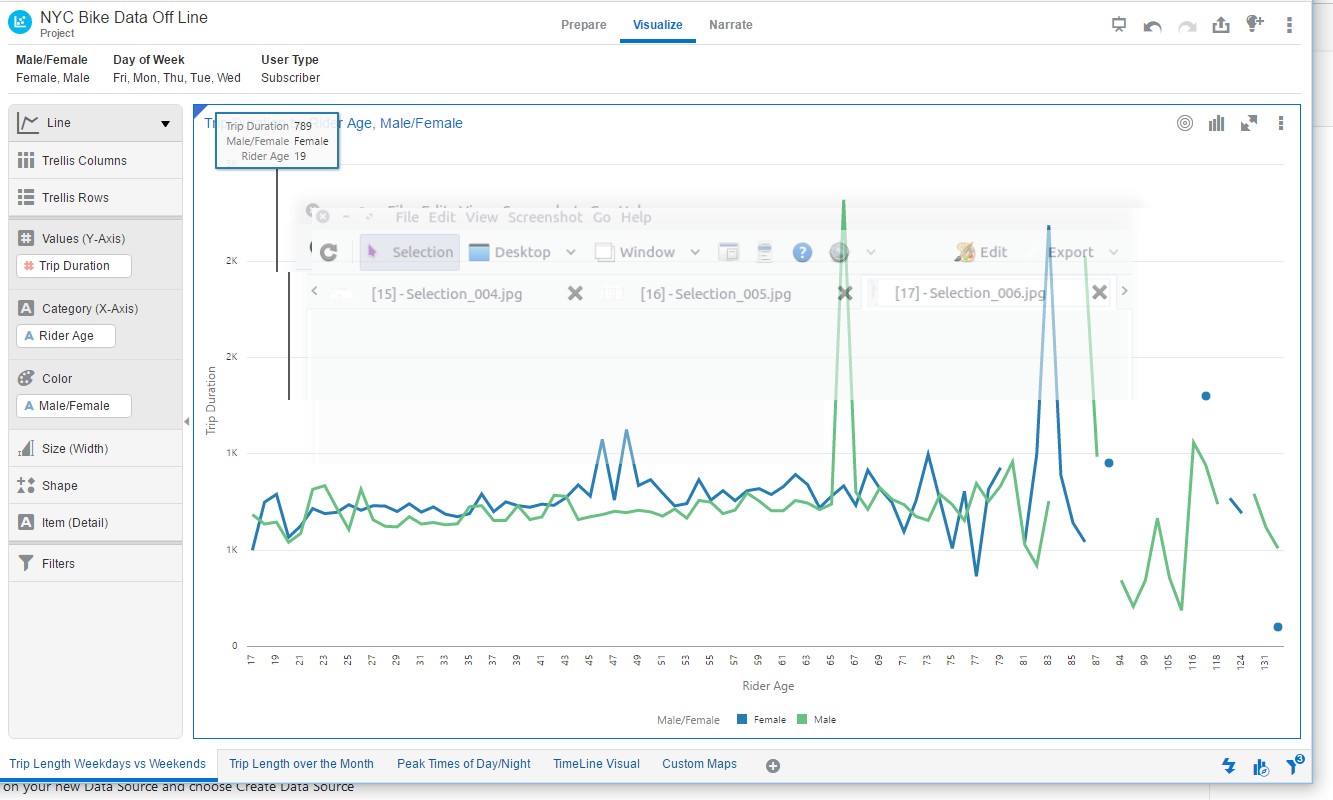 NYC Bike Data Off Line
Project
Prepare Visualize Narrate
Male/Female Day of Week User Type
Female, Male Fri, Mon, Thu, Tue, Wed Subscriber
Line
Trellis Columns
Trellis Rows
Values (Y-Axis)
# Trip Duration
Category (X-Axis)
A Rider Age
Color
A Male/Female
Size (Width)
Shape
Item (Detail)
Filters
Age, Male/Female
Trip Duration 789
Male/Female Female
Rider Age 19
File Edit View Screenshot Go Help
Selection Desktop Window Edit Export
[15] - Selection_004.jpg [16] - Selection_005.jpg [17] - Selection_006.jpg
2K
2K
1K
1K
0
Trip Duration
17 19 21 23 25 27 29 31 33 35 37 39 41 43 45 47 49 51 53 55 57 59 61 63 65 67 69 71 73 75 77 79 81 83 85 87 94 99 105 116 118 124 131
Rider Age
Male/Female Female Male
Trip Length Weekdays vs Weekends Trip Length over the Month Peak Times of Day/Night TimeLine Visual Custom Maps
3
on your new Data Source and choose Create Data Source